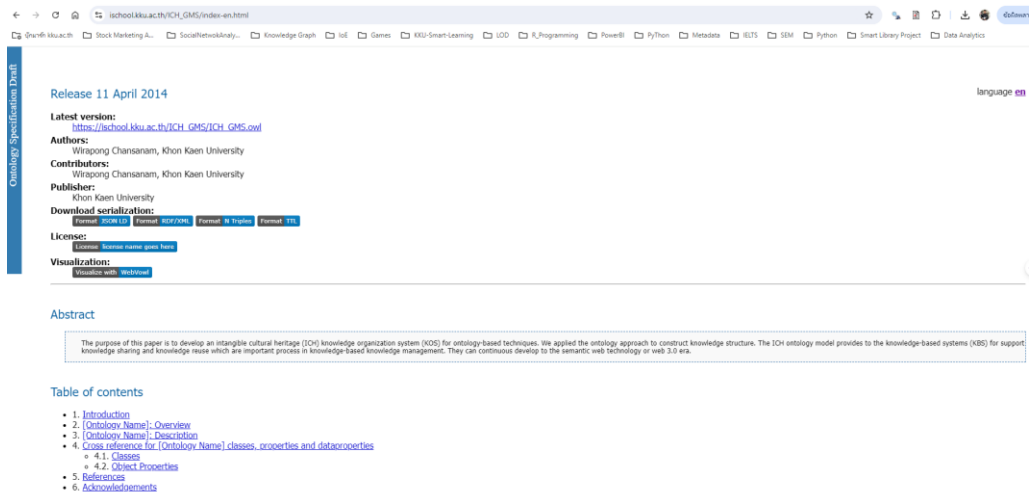 ischool.kku.ac.th/ICH_GMS/index-en.html
Stock Marketing A...
SocialNetwokAnaly...
Knowledge Graph
IoE
Games
KKU-Smart-Learning
LOD
R_Programming
PowerBI
PyThon
Metadata
IELTS
SEM
Python
Smart Library Project
Data Analytics
Ontology Specification Draft
Release 11 April 2014
language en
Latest version:
https://ischool.kku.ac.th/ICH_GMS/ICH_GMS.owl
Authors:
Wirapong Chansanam, Khon Kaen University
Contributors:
Wirapong Chansanam, Khon Kaen University
Publisher:
Khon Kaen University
Download serialization:
Format JSON LD Format RDF/XML Format N Triples Format TTL
License:
License license name goes here
Visualization:
Visualize with WebVowl
Abstract
The purpose of this paper is to develop an intangible cultural heritage (ICH) knowledge organization system (KOS) for ontology-based techniques. We applied the ontology approach to construct knowledge structure. The ICH ontology model provides to the knowledge-based systems (KBS) for support
knowledge sharing and knowledge reuse which are important process in knowledge-based knowledge management. They can continuous develop to the semantic web technology or web 3.0 era.
Table of contents
• 1. Introduction
• 2. [Ontology Name]: Overview
• 3. [Ontology Name]: Description
• 4. Cross reference for [Ontology Name] classes, properties and dataproperties
◦ 4.1. Classes
◦ 4.2. Object Properties
• 5. References
• 6. Acknowledgements